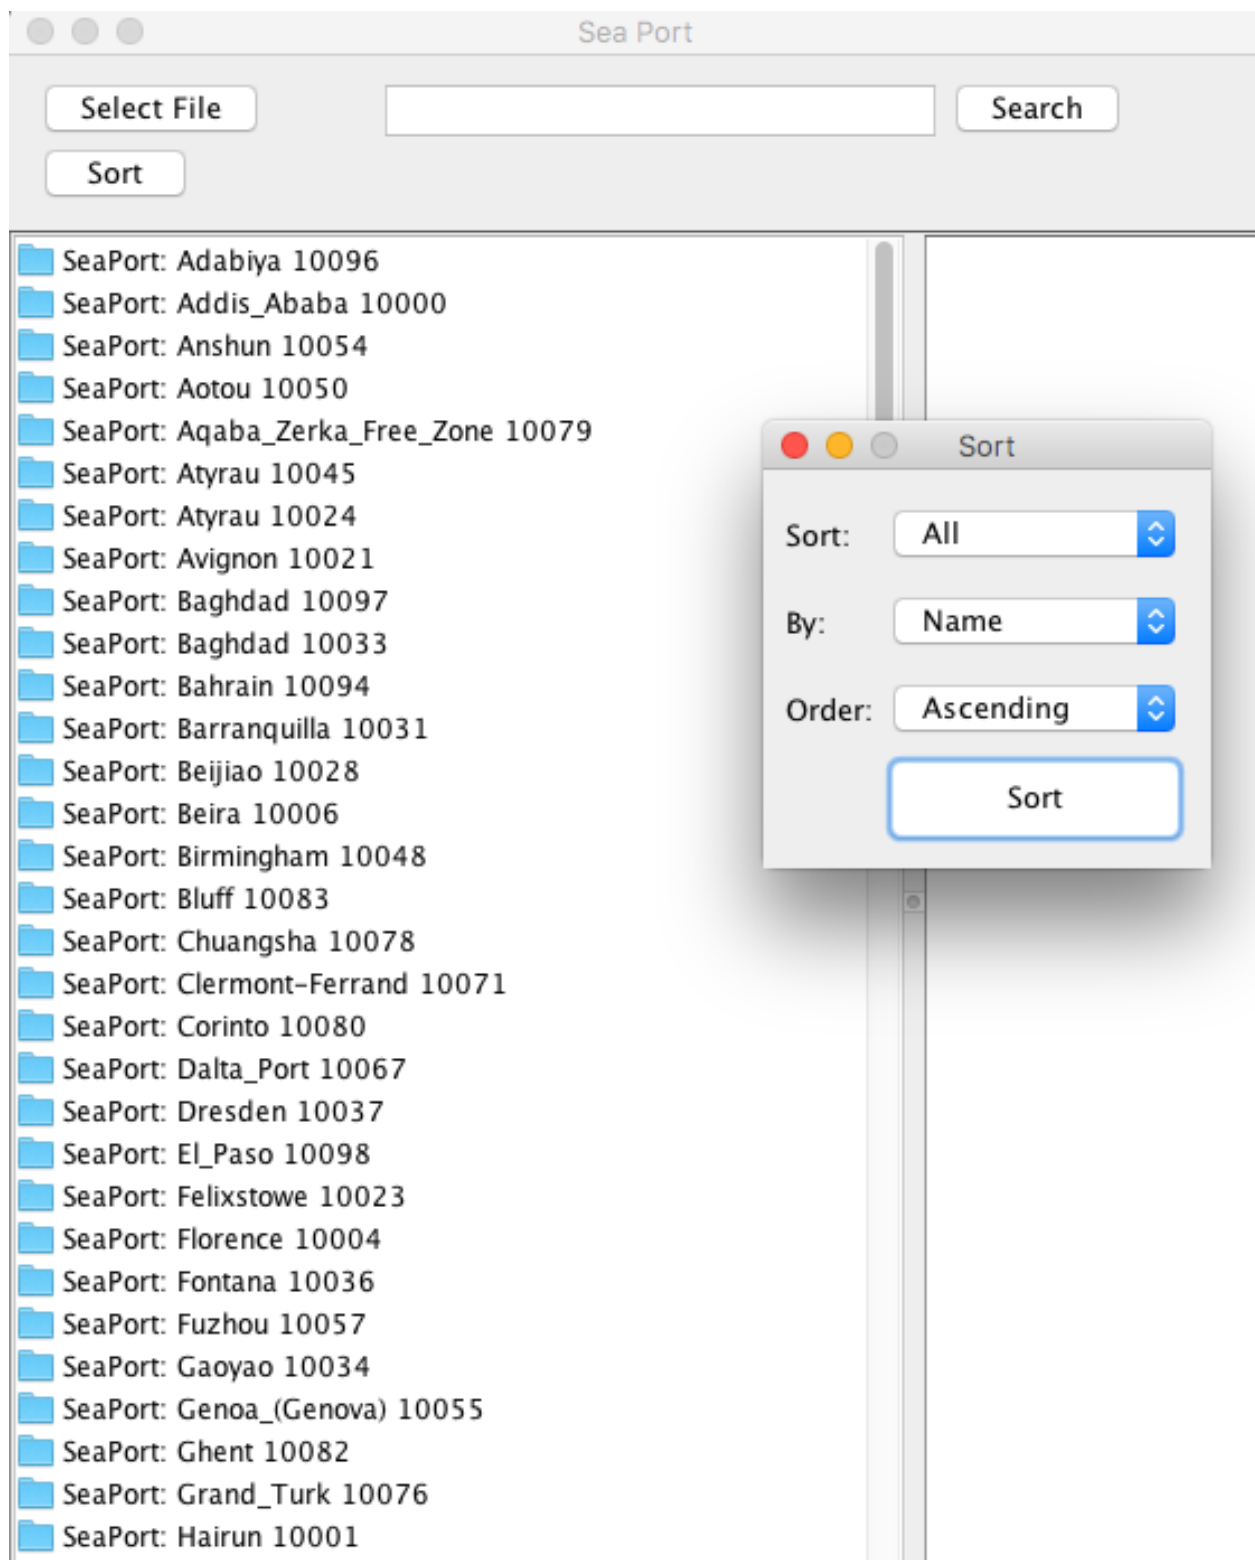 Sea Port
Select File
Search
Sort
SeaPort: Adabiya 10096
SeaPort: Addis_Ababa 10000
SeaPort: Anshun 10054
SeaPort: Aotou 10050
SeaPort: Aqaba_Zerka_Free_Zone 10079
SeaPort: Atyrau 10045
SeaPort: Atyrau 10024
SeaPort: Avignon 10021
SeaPort: Baghdad 10097
SeaPort: Baghdad 10033
SeaPort: Bahrain 10094
SeaPort: Barranquilla 10031
SeaPort: Beijiao 10028
SeaPort: Beira 10006
SeaPort: Birmingham 10048
SeaPort: Bluff 10083
SeaPort: Chuangsha 10078
SeaPort: Clermont-Ferrand 10071
SeaPort: Corinto 10080
SeaPort: Dalta_Port 10067
SeaPort: Dresden 10037
SeaPort: El_Paso 10098
SeaPort: Felixstowe 10023
SeaPort: Florence 10004
SeaPort: Fontana 10036
SeaPort: Fuzhou 10057
SeaPort: Gaoyao 10034
SeaPort: Genoa_(Genova) 10055
SeaPort: Ghent 10082
SeaPort: Grand_Turk 10076
SeaPort: Hairun 10001
Sort
Sort: All
By: Name
Order: Ascending
Sort